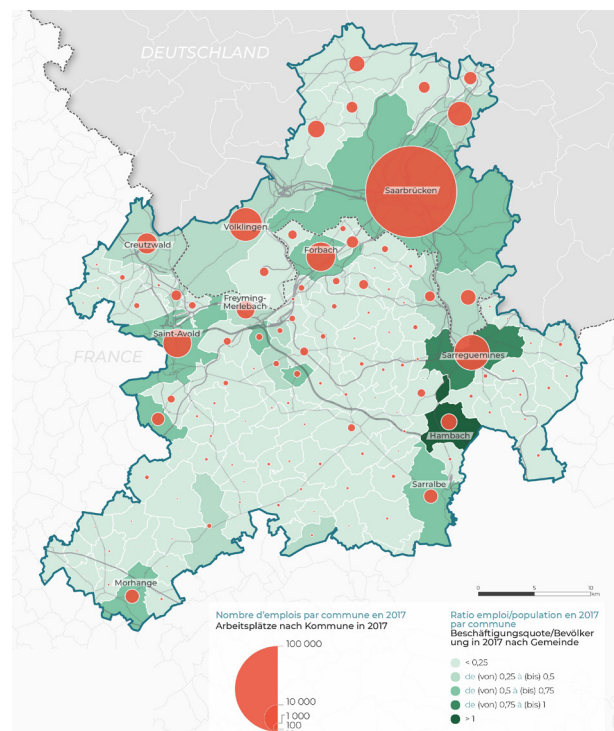 DEUTSCHLAND
Saarbrücken
Völklingen
Creutzwald
Forbach
Freyming-
Merlebach
Saint-Avold
FRANCE
Sarreguemines
Hambach
Sarralbe
Morhange
0 5 10
km
Nombre d'emplois par commune en 2017
Arbeitsplätze nach Kommune in 2017
100 000
10 000
1 000
100
Ratio emploi/population en 2017
par commune
Beschäftigungsquote/Bevölker
ung in 2017 nach Gemeinde
< 0,25
de (von) 0,25 à (bis) 0,5
de (von) 0,5 à (bis) 0,75
de (von) 0,75 à (bis) 1
> 1